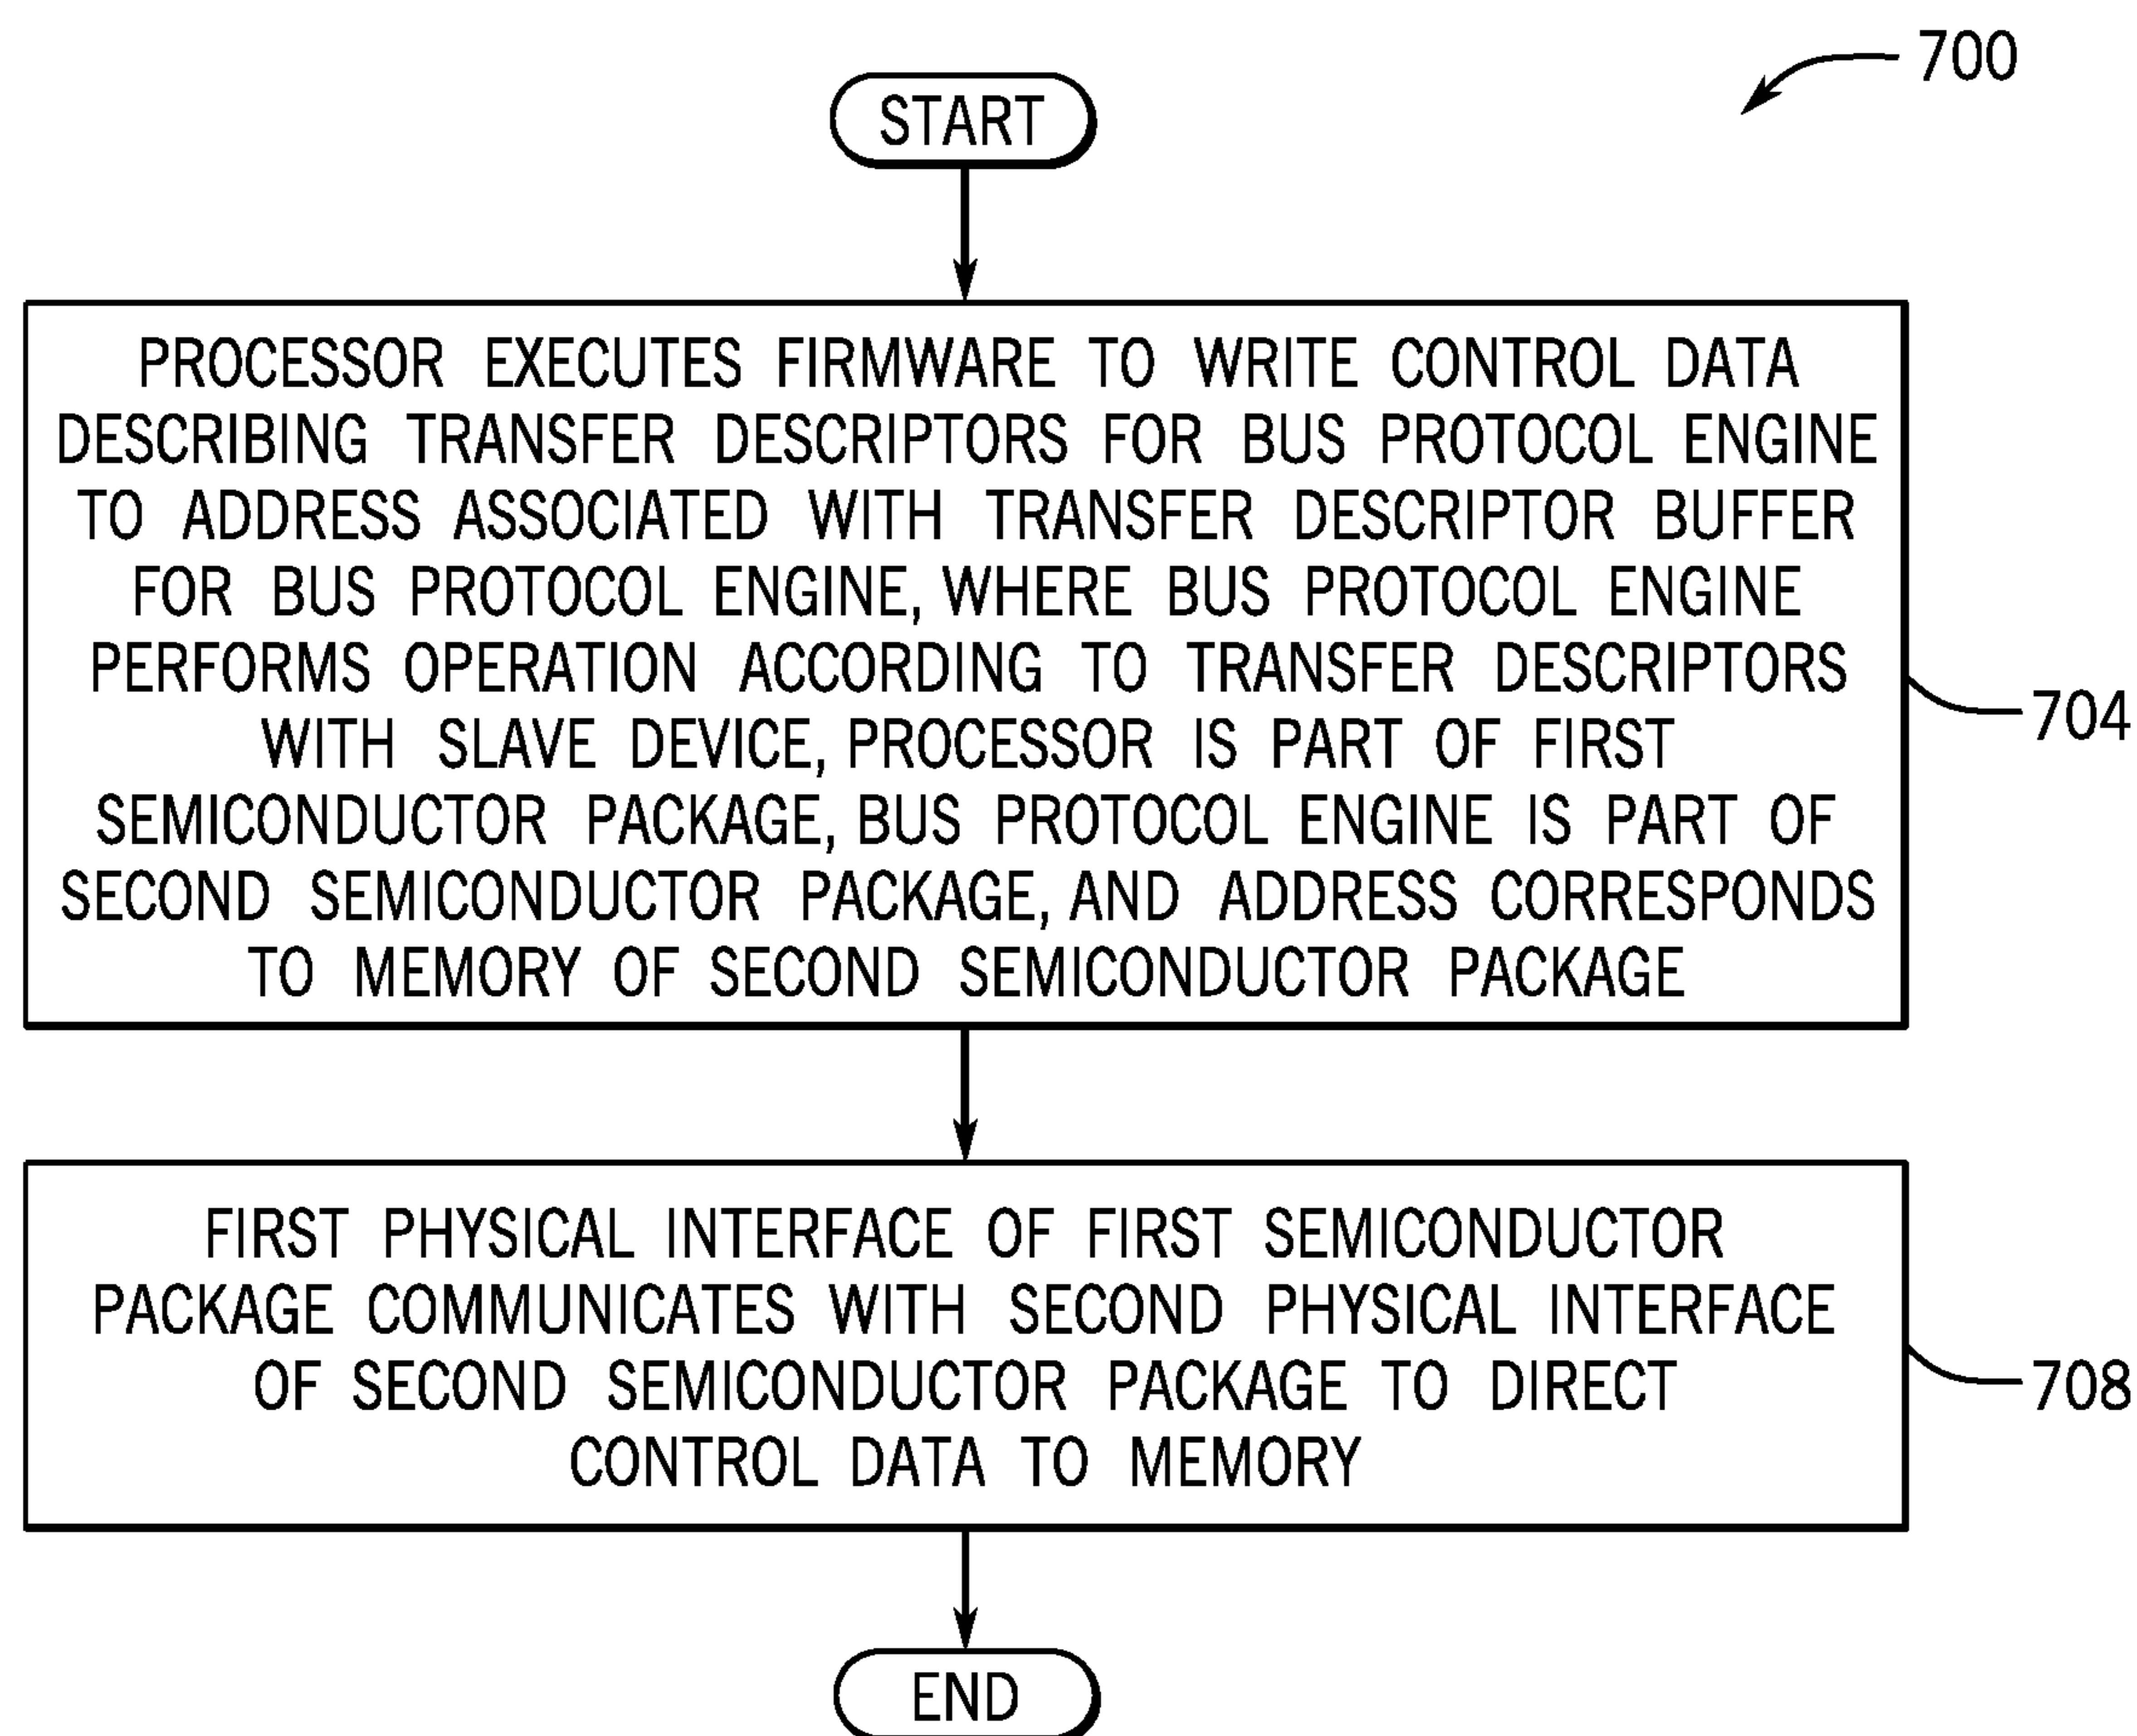 700
START
PROCESSOR EXECUTES FIRMWARE TO WRITE CONTROL DATA
DESCRIBING TRANSFER DESCRIPTORS FOR BUS PROTOCOL ENGINE
TO ADDRESS ASSOCIATED WITH TRANSFER DESCRIPTOR BUFFER
FOR BUS PROTOCOL ENGINE, WHERE BUS PROTOCOL ENGINE
PERFORMS OPERATION ACCORDING TO TRANSFER DESCRIPTORS
WITH SLAVE DEVICE, PROCESSOR IS PART OF FIRST
SEMICONDUCTOR PACKAGE, BUS PROTOCOL ENGINE IS PART OF
SECOND SEMICONDUCTOR PACKAGE, AND ADDRESS CORRESPONDS
TO MEMORY OF SECOND SEMICONDUCTOR PACKAGE
704
FIRST PHYSICAL INTERFACE OF FIRST SEMICONDUCTOR
PACKAGE COMMUNICATES WITH SECOND PHYSICAL INTERFACE
OF SECOND SEMICONDUCTOR PACKAGE TO DIRECT
CONTROL DATA TO MEMORY
708
END